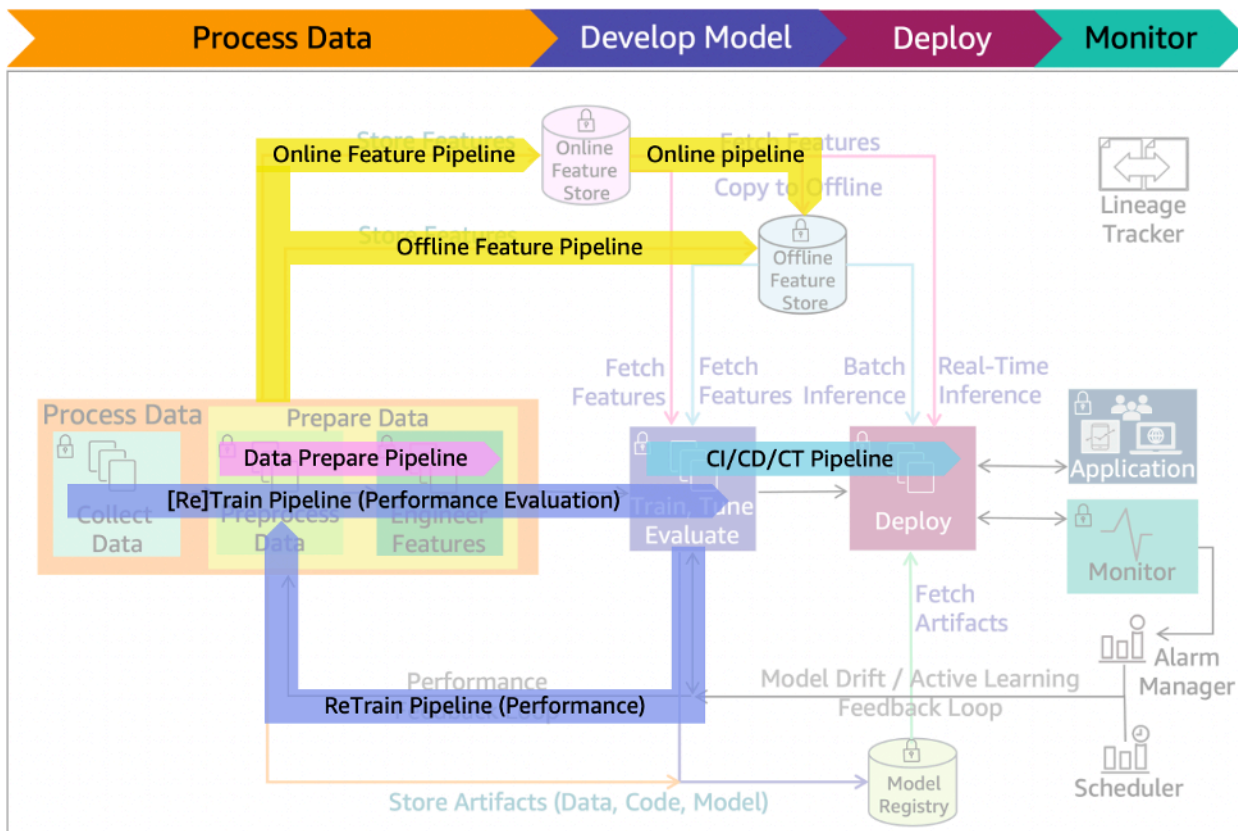 Process Data
Develop Model
Deploy
Monitor
Store Features
Online Feature Pipeline
Online
Feature
Store
Fetch Features
Online pipeline
Copy to Offline
Lineage
Tracker
Store Features
Offline Feature Pipeline
Offline
Feature
Store
Fetch
Features
Fetch
Features
Batch
Inference
Real-Time
Inference
Process Data
Prepare Data
Data Prepare Pipeline
[Re]Train Pipeline (Performance Evaluation)
Collect
Data
Preprocess
Data
Engineer
Features
CI/CD/CT Pipeline
Train, Tune
Evaluate
Deploy
Application
Monitor
Fetch
Artifacts
Alarm
Manager
Performance
Feedback Loop
ReTrain Pipeline (Performance)
Model Drift / Active Learning
Feedback Loop
Scheduler
Model
Registry
Store Artifacts (Data, Code, Model)